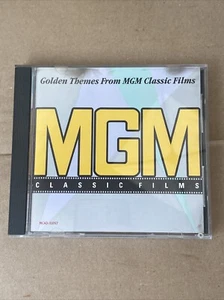 Golden Themes From MGM Classic Films
MGM
CLASSIC FILMS